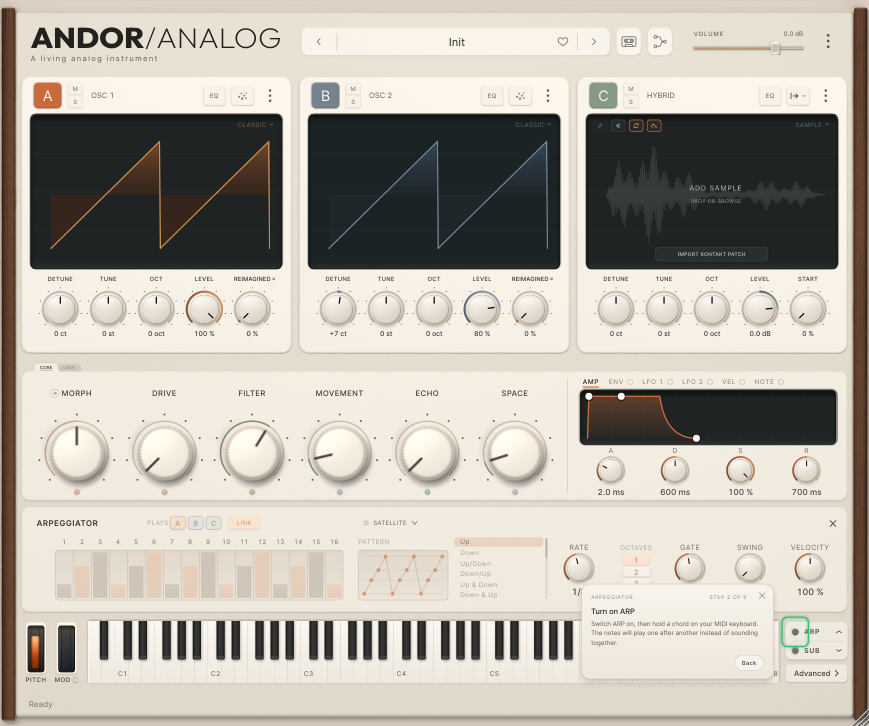 ANDOR/ANALOG
A living analog instrument
Init
VOLUME 0.0 dB
A M S OSC 1 EQ
B M S OSC 2 EQ
C M S HYBRID EQ
CLASSIC
CLASSIC
SAMPLE
ADD SAMPLE
DROP OR BROWSE
IMPORT KONTAKT PATCH
DETUNE TUNE OCT LEVEL REIMAGINED
0 ct 0 st 0 oct 100 % 0 %
DETUNE TUNE OCT LEVEL REIMAGINED
+7 ct 0 st 0 oct 80 % 0 %
DETUNE TUNE OCT LEVEL START
0 ct 0 st 0 oct 0.0 dB 0 %
CORE USER
MORPH DRIVE FILTER MOVEMENT ECHO SPACE
AMP ENV LFO 1 LFO 2 VEL NOTE
A D S R
2.0 ms 600 ms 100 % 700 ms
ARPEGGIATOR PLAYS A B C LINK SATELLITE
1 2 3 4 5 6 7 8 9 10 11 12 13 14 15 16
PATTERN
Up
Down
Up/Down
Down/Up
Up & Down
Down & Up
RATE OCTAVES GATE SWING VELOCITY
1
2
3
1/
100 %
ARPEGGIATOR STEP 2 OF 9
Turn on ARP
Switch ARP on, then hold a chord on your MIDI keyboard.
The notes will play one after another instead of sounding
together.
Back
ARP
SUB
Advanced
PITCH MOD
C1 C2 C3 C4 C5
Ready